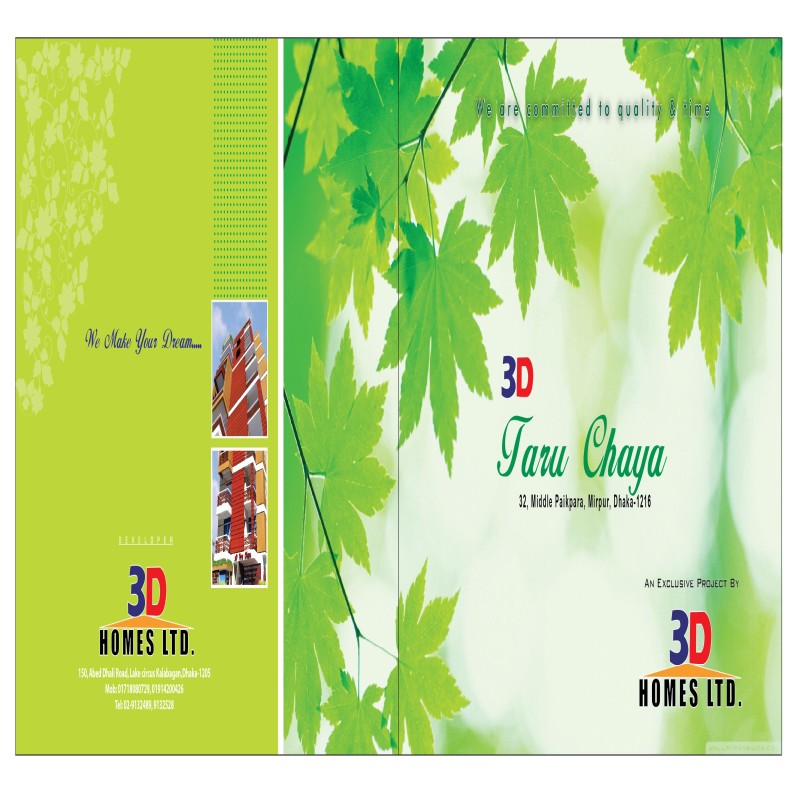 We Make Your Dream.....
DEVELOPER
3D
HOMES LTD.
150, Abed Dhali Road, Lake circus Kalabagan, Dhaka-1205
Mob: 01718080729, 01914200426
Tel: 02-9132489, 9132528
We are committed to quality & time
3D
Taru Chaya
32, Middle Paikpara, Mirpur, Dhaka-1216
An Exclusive Project By
3D
HOMES LTD.